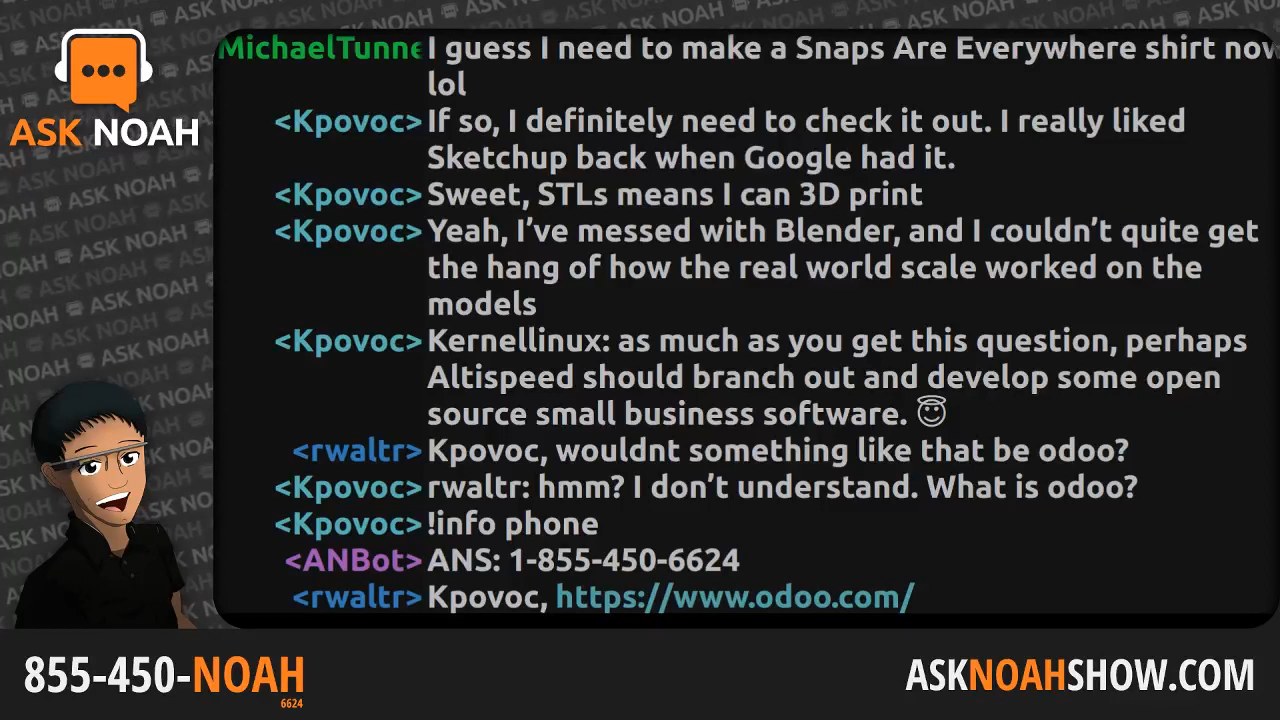 ASK NOAH
MichaelTunne I guess I need to make a Snaps Are Everywhere shirt now
lol
<Kpovoc> If so, I definitely need to check it out. I really liked
Sketchup back when Google had it.
<Kpovoc> Sweet, STLs means I can 3D print
<Kpovoc> Yeah, I’ve messed with Blender, and I couldn’t quite get
the hang of how the real world scale worked on the
models
<Kpovoc> Kernellinux: as much as you get this question, perhaps
Altispeed should branch out and develop some open
source small business software. 😇
<rwaltr> Kpovoc, wouldnt something like that be odoo?
<Kpovoc> rwaltr: hmm? I don’t understand. What is odoo?
<Kpovoc> !info phone
<ANBot> ANS: 1-855-450-6624
<rwaltr> Kpovoc, https://www.odoo.com/
855-450-NOAH
6624
ASKNOAHSHOW.COM